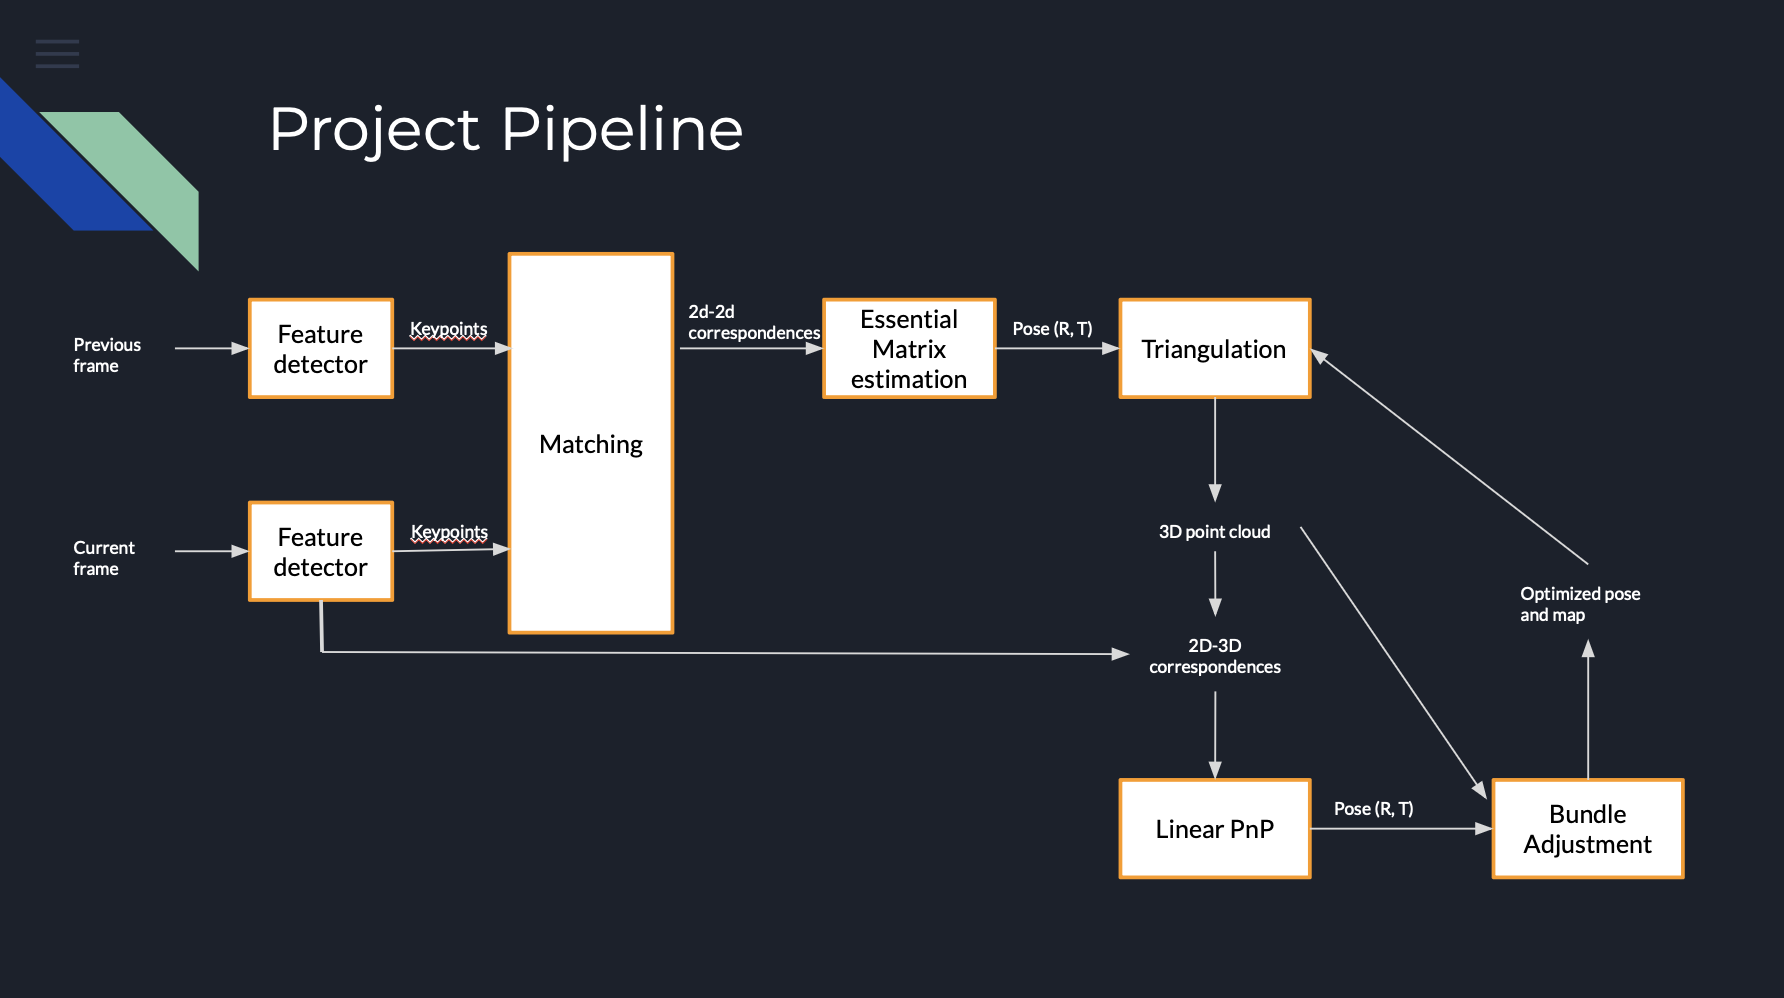 Project Pipeline
Previous
frame
Feature
detector
Keypoints
Matching
2d-2d
correspondences
Essential
Matrix
estimation
Pose (R, T)
Triangulation
Current
frame
Feature
detector
Keypoints
3D point cloud
2D-3D
correspondences
Optimized pose
and map
Linear PnP
Pose (R, T)
Bundle
Adjustment